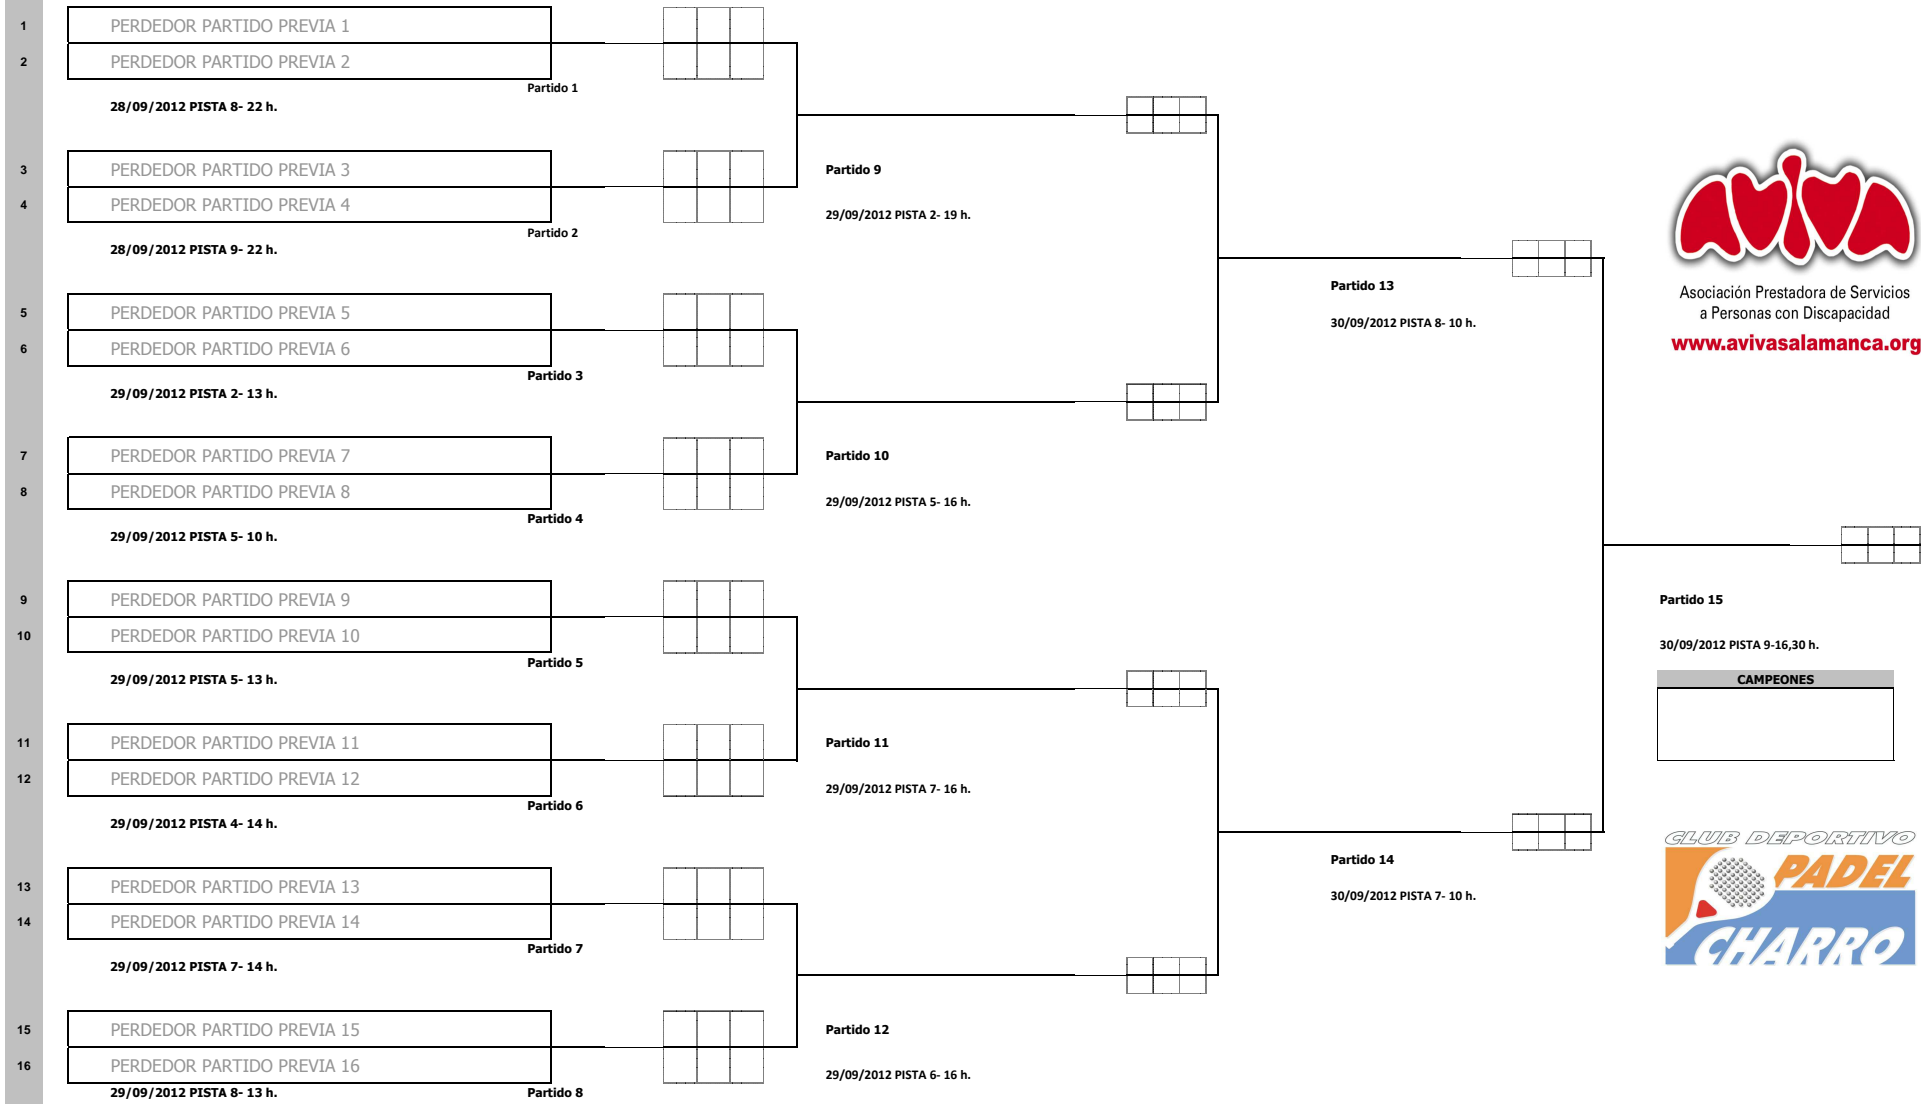 1 PERDEDOR PARTIDO PREVIA 1
2 PERDEDOR PARTIDO PREVIA 2
Partido 1
28/09/2012 PISTA 8- 22 h.
3 PERDEDOR PARTIDO PREVIA 3
4 PERDEDOR PARTIDO PREVIA 4
Partido 2
28/09/2012 PISTA 9- 22 h.
5 PERDEDOR PARTIDO PREVIA 5
6 PERDEDOR PARTIDO PREVIA 6
Partido 3
29/09/2012 PISTA 2- 13 h.
7 PERDEDOR PARTIDO PREVIA 7
8 PERDEDOR PARTIDO PREVIA 8
Partido 4
29/09/2012 PISTA 5- 10 h.
9 PERDEDOR PARTIDO PREVIA 9
10 PERDEDOR PARTIDO PREVIA 10
Partido 5
29/09/2012 PISTA 5- 13 h.
11 PERDEDOR PARTIDO PREVIA 11
12 PERDEDOR PARTIDO PREVIA 12
Partido 6
29/09/2012 PISTA 4- 14 h.
13 PERDEDOR PARTIDO PREVIA 13
14 PERDEDOR PARTIDO PREVIA 14
Partido 7
29/09/2012 PISTA 7- 14 h.
15 PERDEDOR PARTIDO PREVIA 15
16 PERDEDOR PARTIDO PREVIA 16
29/09/2012 PISTA 8- 13 h.
Partido 8
Partido 9
29/09/2012 PISTA 2- 19 h.
Partido 10
29/09/2012 PISTA 5- 16 h.
Partido 11
29/09/2012 PISTA 7- 16 h.
Partido 12
29/09/2012 PISTA 6- 16 h.
Partido 13
30/09/2012 PISTA 8- 10 h.
Partido 14
30/09/2012 PISTA 7- 10 h.
aviva
Asociación Prestadora de Servicios
a Personas con Discapacidad
www.avivasalamanca.org
Partido 15
30/09/2012 PISTA 9-16,30 h.
CAMPEONES
CLUB DEPORTIVO
PADEL
CHARRO